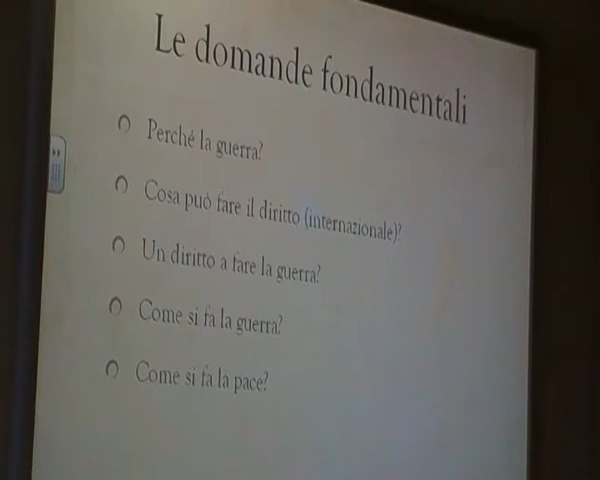 Le domande fondamentali
Perché la guerra?
Cosa può fare il diritto (internazionale)?
Un diritto a fare la guerra?
Come si fa la guerra?
Come si fa la pace?